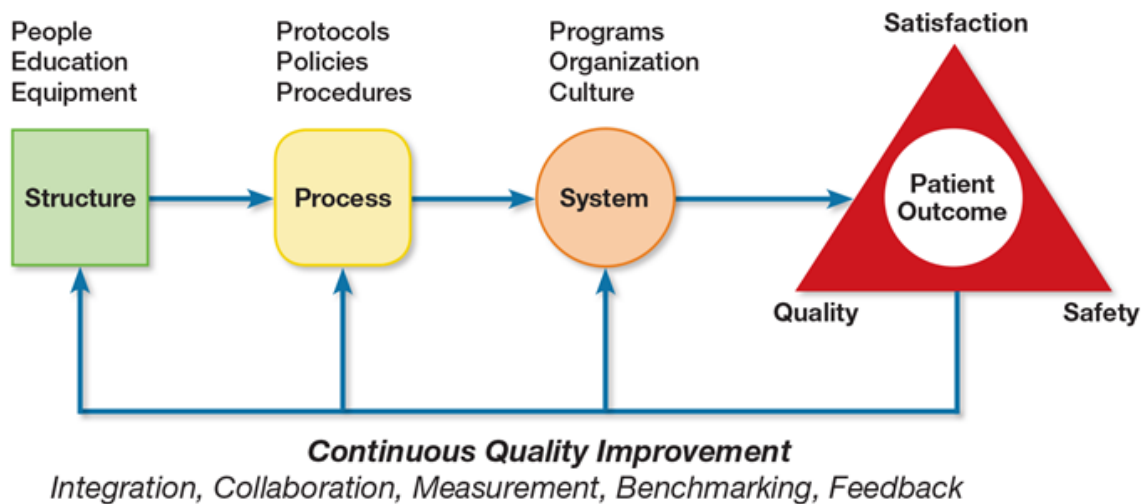 People
Education
Equipment
Protocols
Policies
Procedures
Programs
Organization
Culture
Satisfaction
Structure
Process
System
Patient
Outcome
Quality
Safety
Continuous Quality Improvement
Integration, Collaboration, Measurement, Benchmarking, Feedback